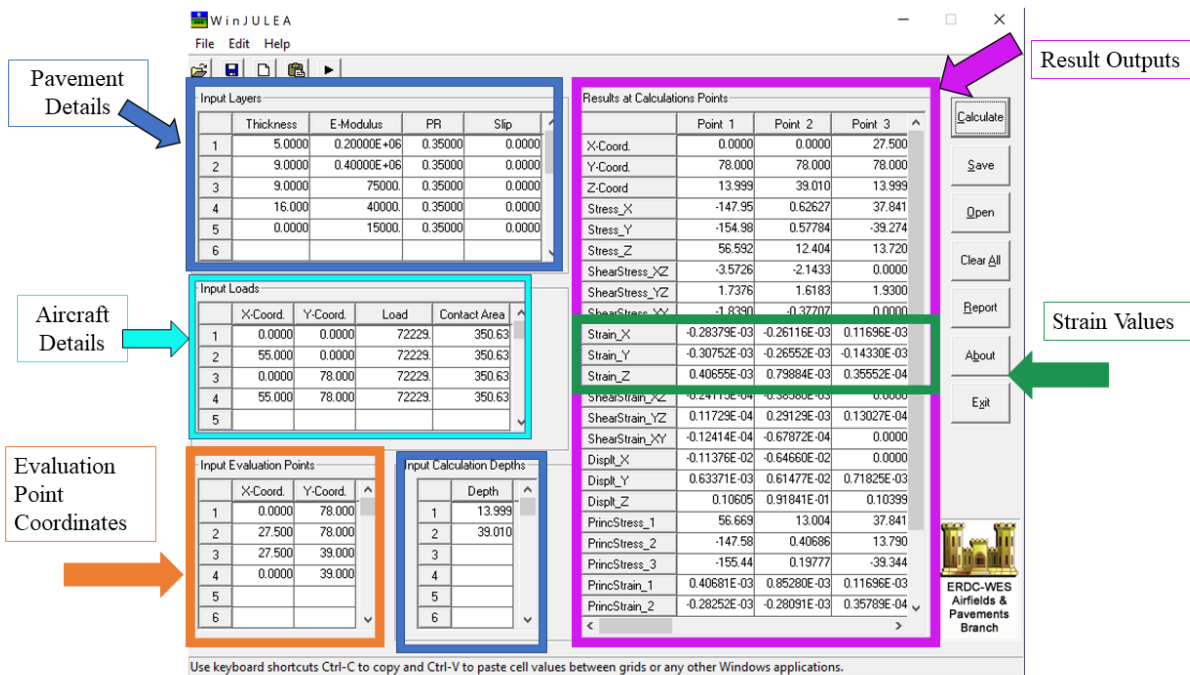 WinJULEA
File Edit Help
Pavement
Details
Result Outputs
Input Layers
Thickness E-Modulus PR Slip
1 5.0000 0.20000E+06 0.35000 0.0000
2 9.0000 0.40000E+06 0.35000 0.0000
3 9.0000 75000. 0.35000 0.0000
4 16.000 40000. 0.35000 0.0000
5 0.0000 15000. 0.35000 0.0000
6
Aircraft
Details
Input Loads
X-Coord. Y-Coord. Load Contact Area
1 0.0000 0.0000 72229. 350.63
2 55.000 0.0000 72229. 350.63
3 0.0000 78.000 72229. 350.63
4 55.000 78.000 72229. 350.63
5
Evaluation
Point
Coordinates
Input Evaluation Points
X-Coord. Y-Coord.
1 0.0000 78.000
2 27.500 78.000
3 27.500 39.000
4 0.0000 39.000
5
6
Input Calculation Depths
Depth
1 13.999
2 39.010
3
4
5
6
Results at Calculations Points
Point 1 Point 2 Point 3
X-Coord. 0.0000 0.0000 27.500
Y-Coord. 78.000 78.000 78.000
Z-Coord 13.999 39.010 13.999
Stress_X -147.95 0.62627 37.841
Stress_Y -154.98 0.57784 -39.274
Stress_Z 56.592 12.404 13.720
ShearStress_XZ -3.5726 -2.1433 0.0000
ShearStress_YZ 1.7376 1.6183 1.9300
ShearStress_XY -1.8390 -0.37707 0.0000
Strain_X -0.28379E-03 -0.26116E-03 0.11696E-03
Strain_Y -0.30752E-03 -0.26552E-03 -0.14330E-03
Strain_Z 0.40655E-03 0.79884E-03 0.35552E-04
ShearStrain_XZ -0.24115E-04 -0.38580E-03 0.0000
ShearStrain_YZ 0.11729E-04 0.29129E-03 0.13027E-04
ShearStrain_XY -0.12414E-04 -0.67872E-04 0.0000
Displt_X -0.11376E-02 -0.64660E-02 0.0000
Displt_Y 0.63371E-02 0.61477E-02 0.71825E-02
Displt_Z 0.10605 0.91841E-01 0.10399
PrincStress_1 56.669 13.004 37.841
PrincStress_2 -147.58 0.40686 13.790
PrincStress_3 -155.44 0.19777 -39.344
PrincStrain_1 0.40681E-03 0.85280E-03 0.11696E-03
PrincStrain_2 -0.28252E-03 -0.28091E-03 0.35789E-04
Calculate
Save
Open
Clear All
Report
About
Exit
Strain Values
ERDC-WES
Airfields &
Pavements
Branch
Use keyboard shortcuts Ctrl-C to copy and Ctrl-V to paste cell values between grids or any other Windows applications.